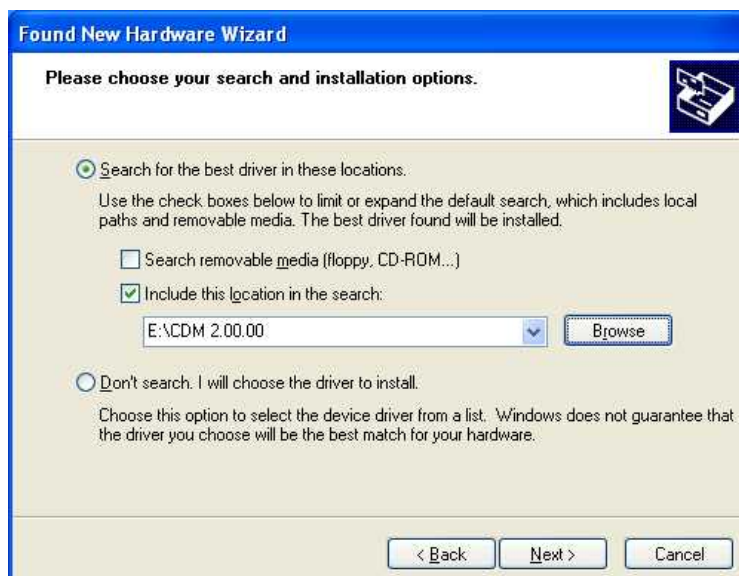 Found New Hardware Wizard
Please choose your search and installation options.
Search for the best driver in these locations.
Use the check boxes below to limit or expand the default search, which includes local
paths and removable media. The best driver found will be installed.
Search removable media (floppy, CD-ROM...)
Include this location in the search:
E:\CDM 2.00.00
Browse
Don't search. I will choose the driver to install.
Choose this option to select the device driver from a list. Windows does not guarantee that
the driver you choose will be the best match for your hardware.
< Back
Next >
Cancel